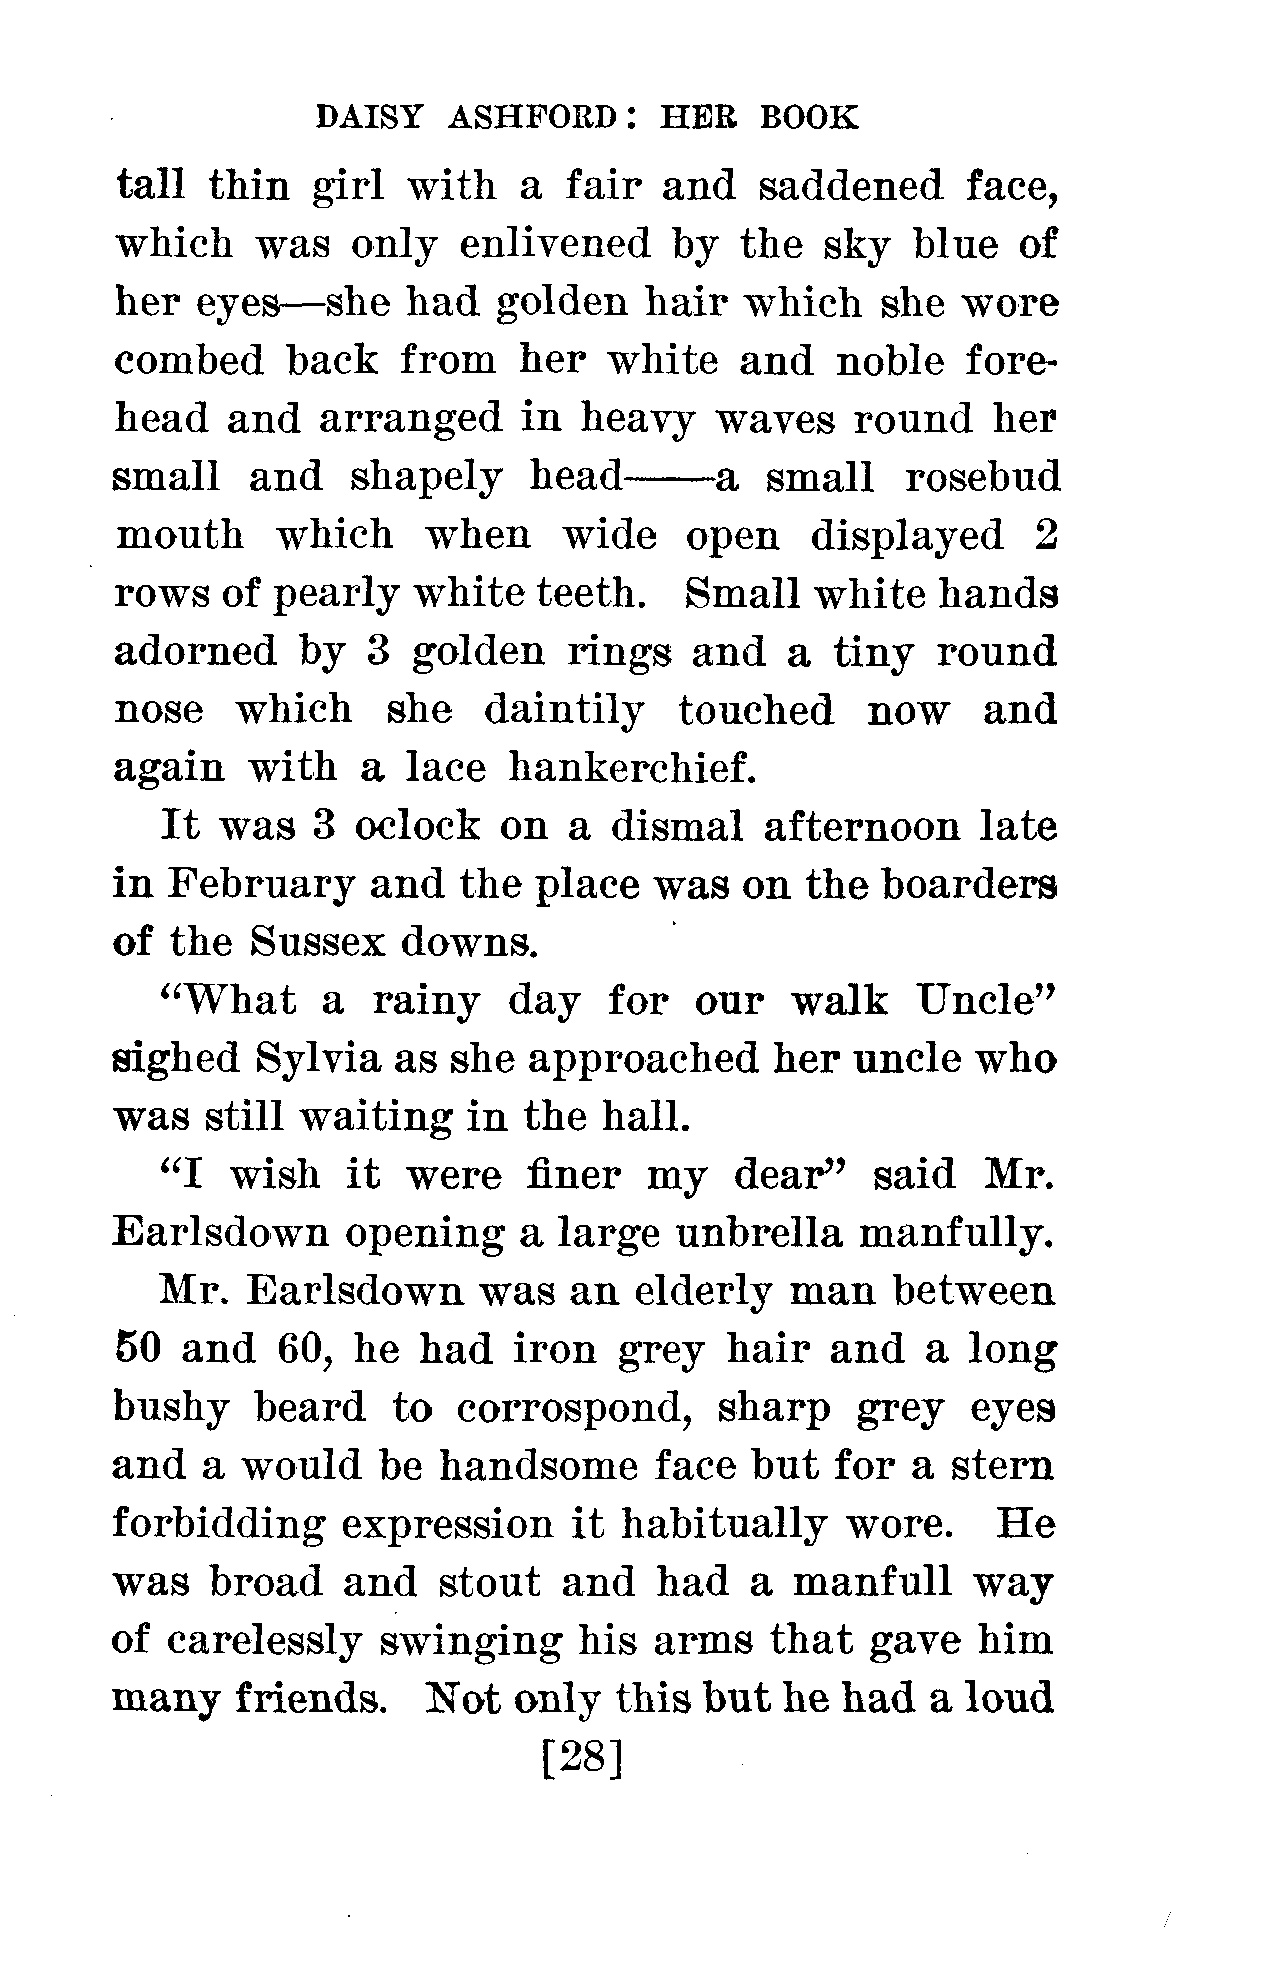 DAISY ASHFORD: HER BOOK
tall thin girl with a fair and saddened face,
which was only enlivened by the sky blue of
her eyes—she had golden hair which she wore
combed back from her white and noble fore-
head and arranged in heavy waves round her
small and shapely head——a small rosebud
mouth which when wide open displayed 2
rows of pearly white teeth. Small white hands
adorned by 3 golden rings and a tiny round
nose which she daintily touched now and
again with a lace hankerchief.
It was 3 oclock on a dismal afternoon late
in February and the place was on the boarders
of the Sussex downs.
“What a rainy day for our walk Uncle”
sighed Sylvia as she approached her uncle who
was still waiting in the hall.
“I wish it were finer my dear” said Mr.
Earlsdown opening a large unbrella manfully.
Mr. Earlsdown was an elderly man between
50 and 60, he had iron grey hair and a long
bushy beard to corrospond, sharp grey eyes
and a would be handsome face but for a stern
forbidding expression it habitually wore. He
was broad and stout and had a manfull way
of carelessly swinging his arms that gave him
many friends. Not only this but he had a loud
[28]